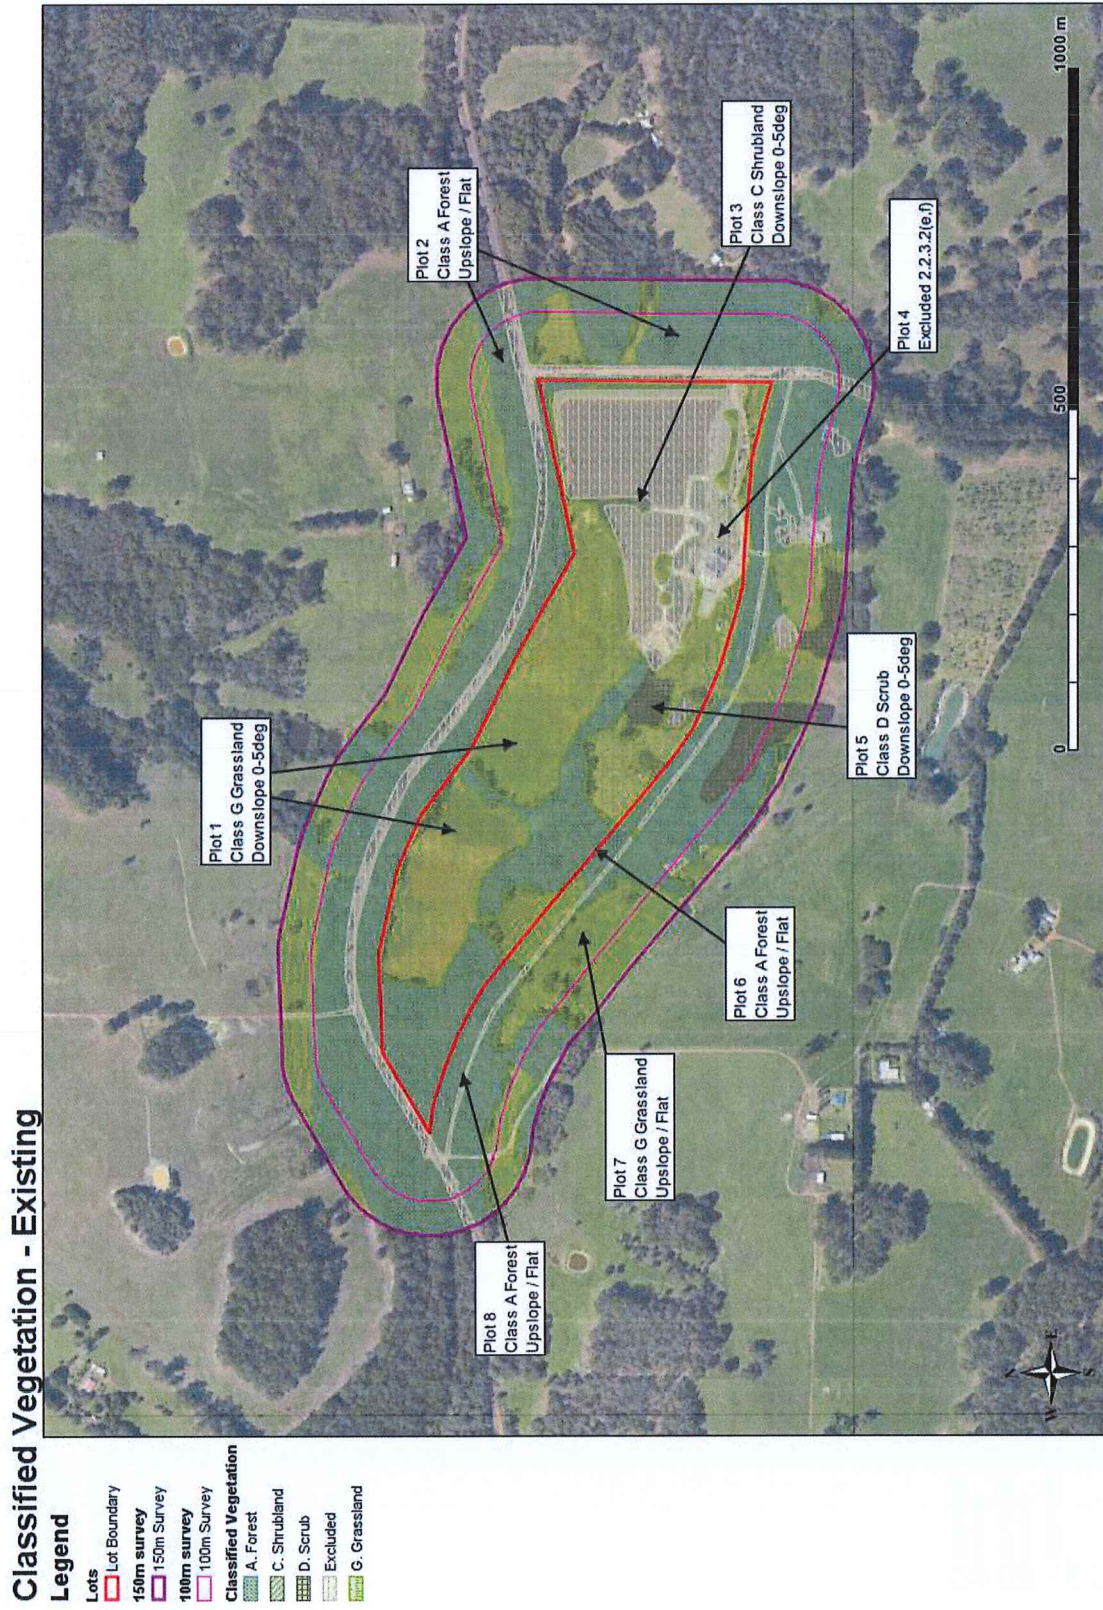 Classified Vegetation - Existing
Legend
Lots
Lot Boundary
150m survey
150m Survey
100m survey
100m Survey
Classified Vegetation
A. Forest
C. Shrubland
D. Scrub
Excluded
G. Grassland
Plot 1
Class G Grassland
Downslope 0-5deg
Plot 2
Class A Forest
Upslope / Flat
Plot 3
Class C Shrubland
Downslope 0-5deg
Plot 4
Excluded 2.2.3.2(e,f)
Plot 5
Class D Scrub
Downslope 0-5deg
Plot 6
Class A Forest
Upslope / Flat
Plot 7
Class G Grassland
Upslope / Flat
Plot 8
Class A Forest
Upslope / Flat
N
W
E
S
0
500
1000 m